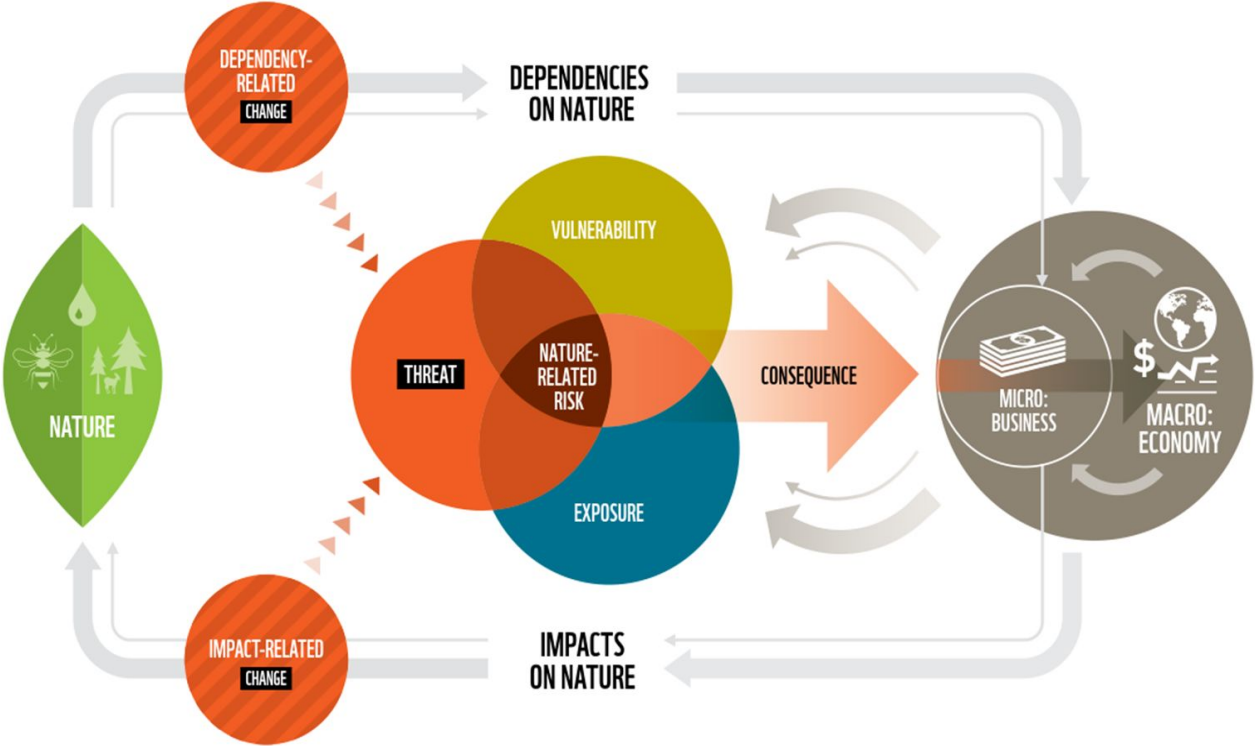 DEPENDENCY-
RELATED
CHANGE
DEPENDENCIES
ON NATURE
VULNERABILITY
NATURE
THREAT
NATURE-
RELATED
RISK
CONSEQUENCE
EXPOSURE
MICRO:
BUSINESS
$
MACRO:
ECONOMY
IMPACT-RELATED
CHANGE
IMPACTS
ON NATURE